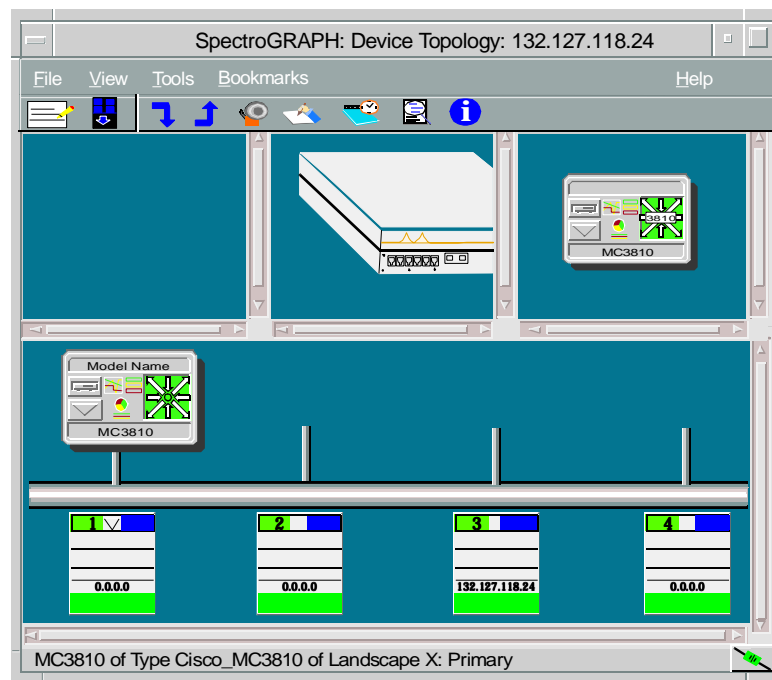 SpectroGRAPH: Device Topology: 132.127.118.24
File View Tools Bookmarks Help
i
3810
MC3810
Model Name
MC3810
1 2 3 4
0.0.0.0 0.0.0.0 132.127.118.24 0.0.0.0
MC3810 of Type Cisco_MC3810 of Landscape X: Primary